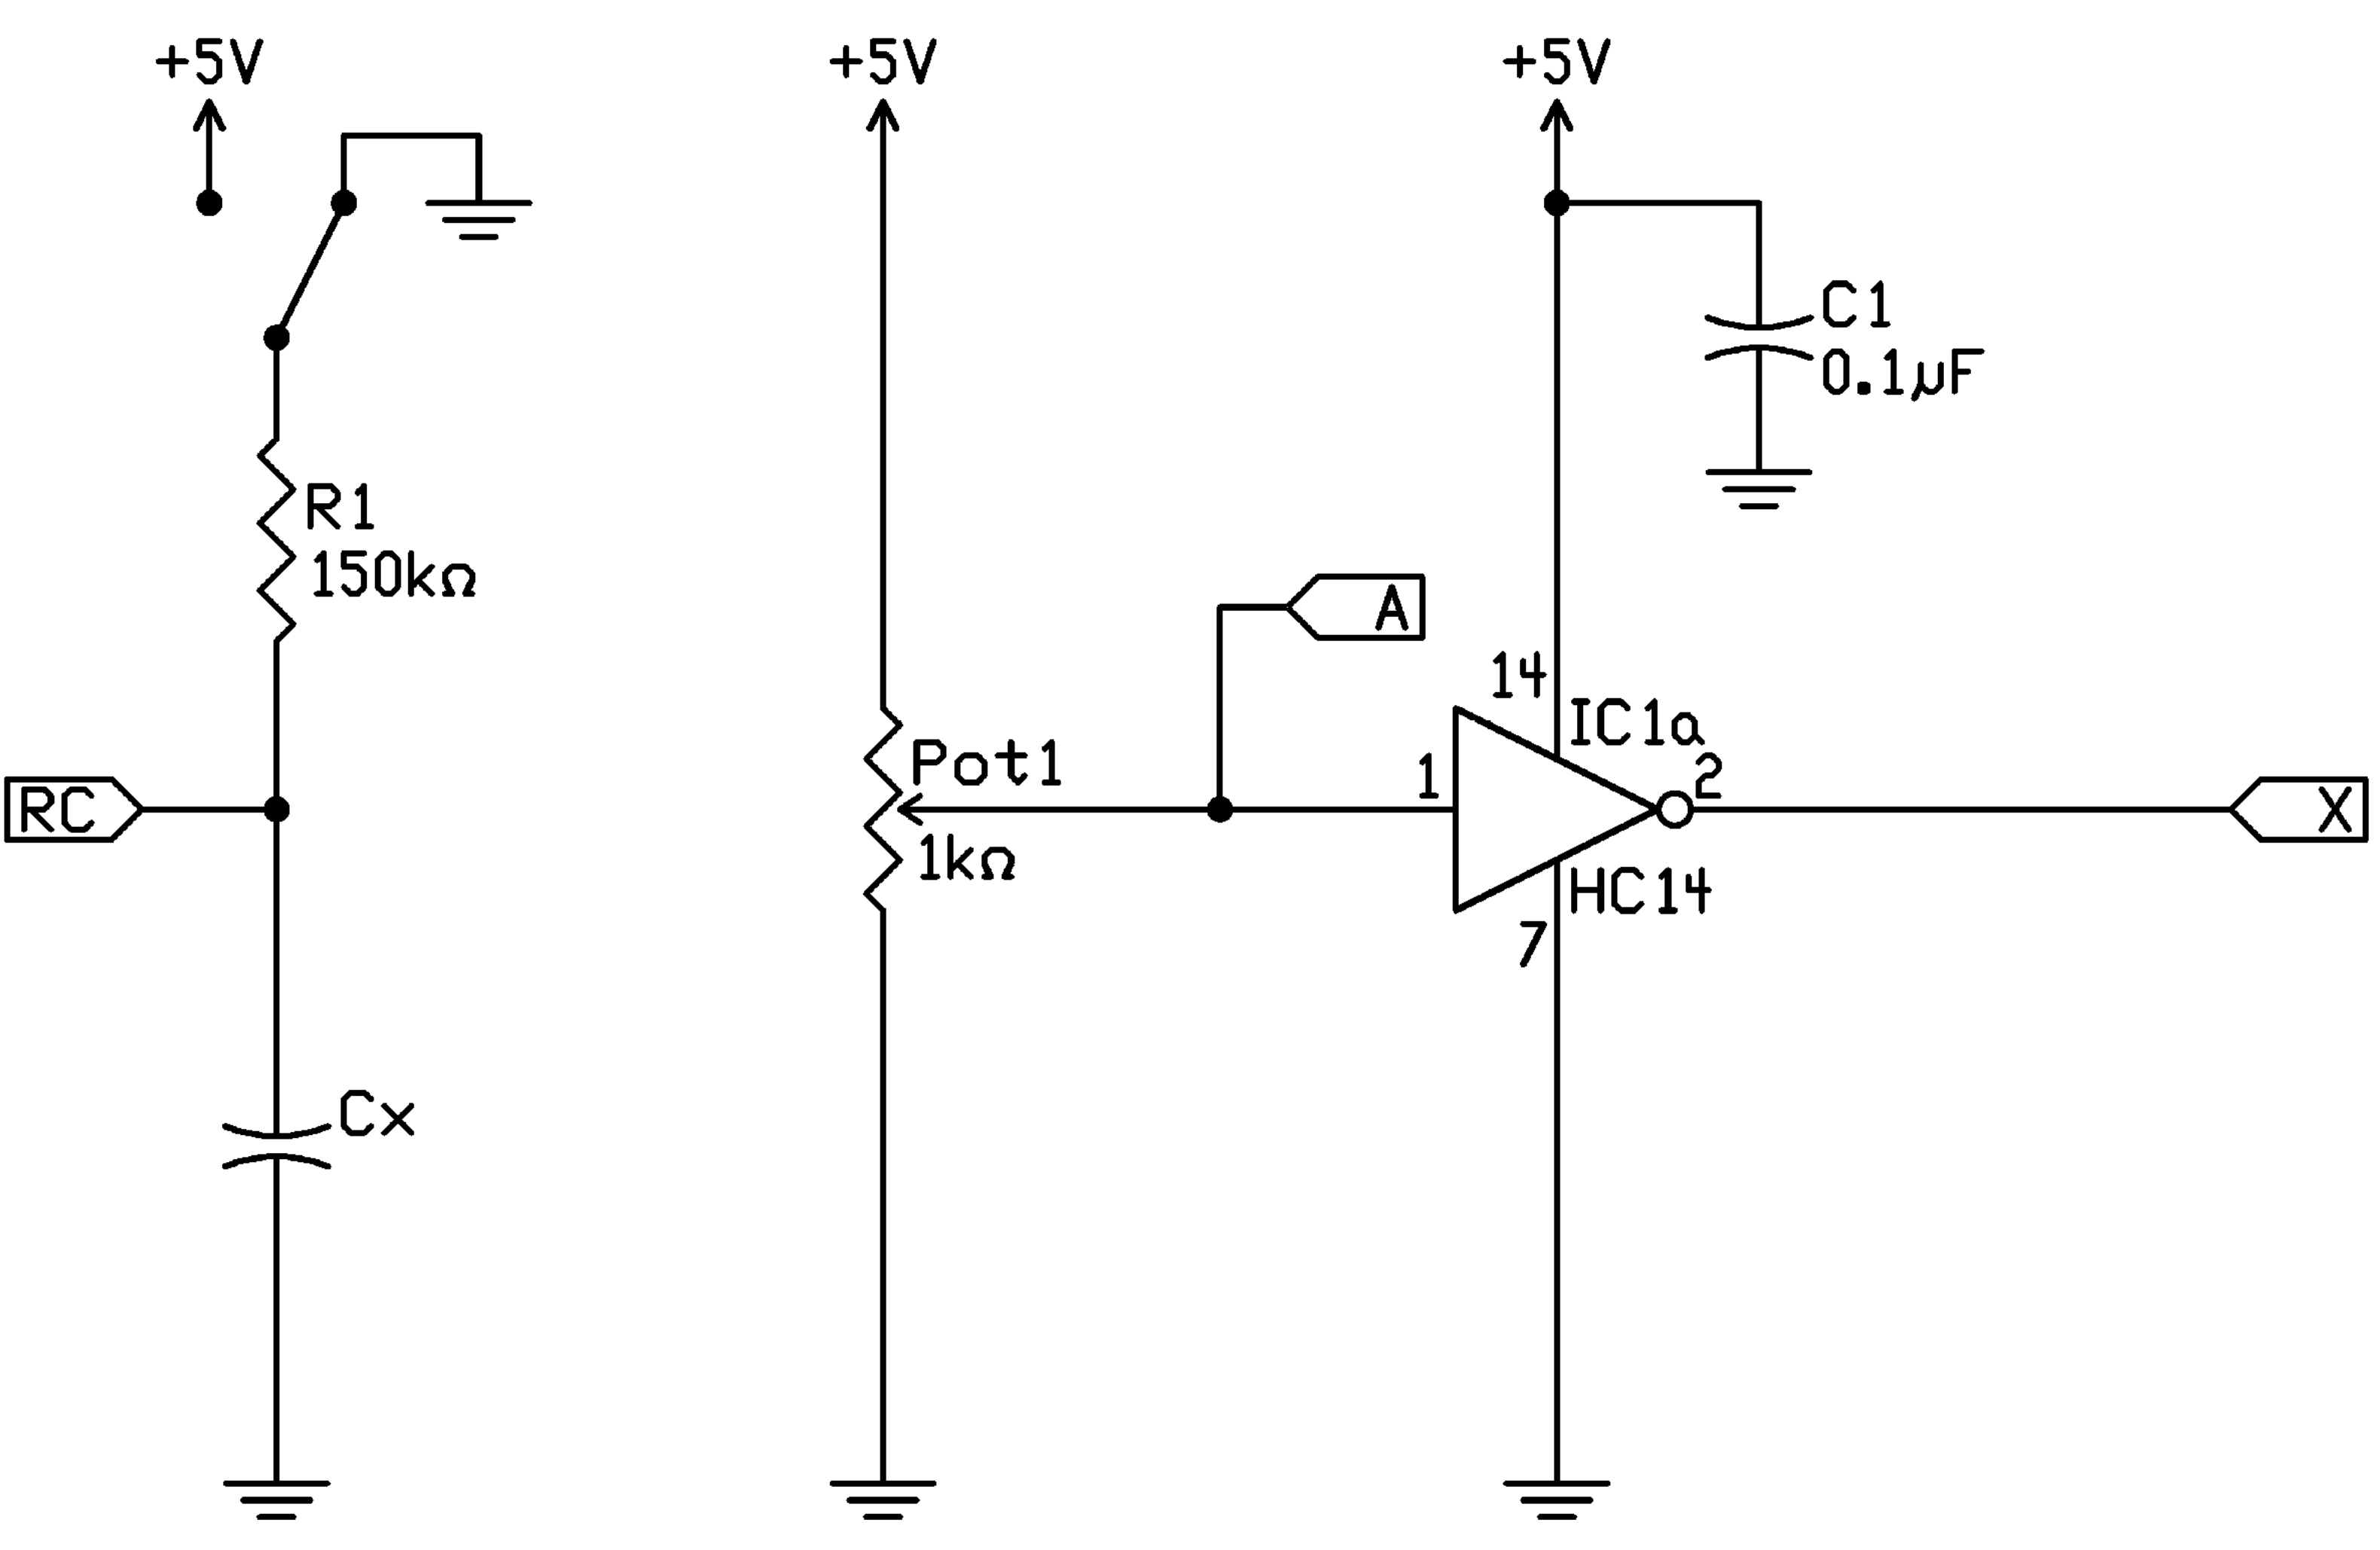 +5V
+5V
+5V
C1
0.1µF
R1
150kΩ
A
14
IC1a
Pot1
1
2
RC
X
1kΩ
HC14
7
Cx